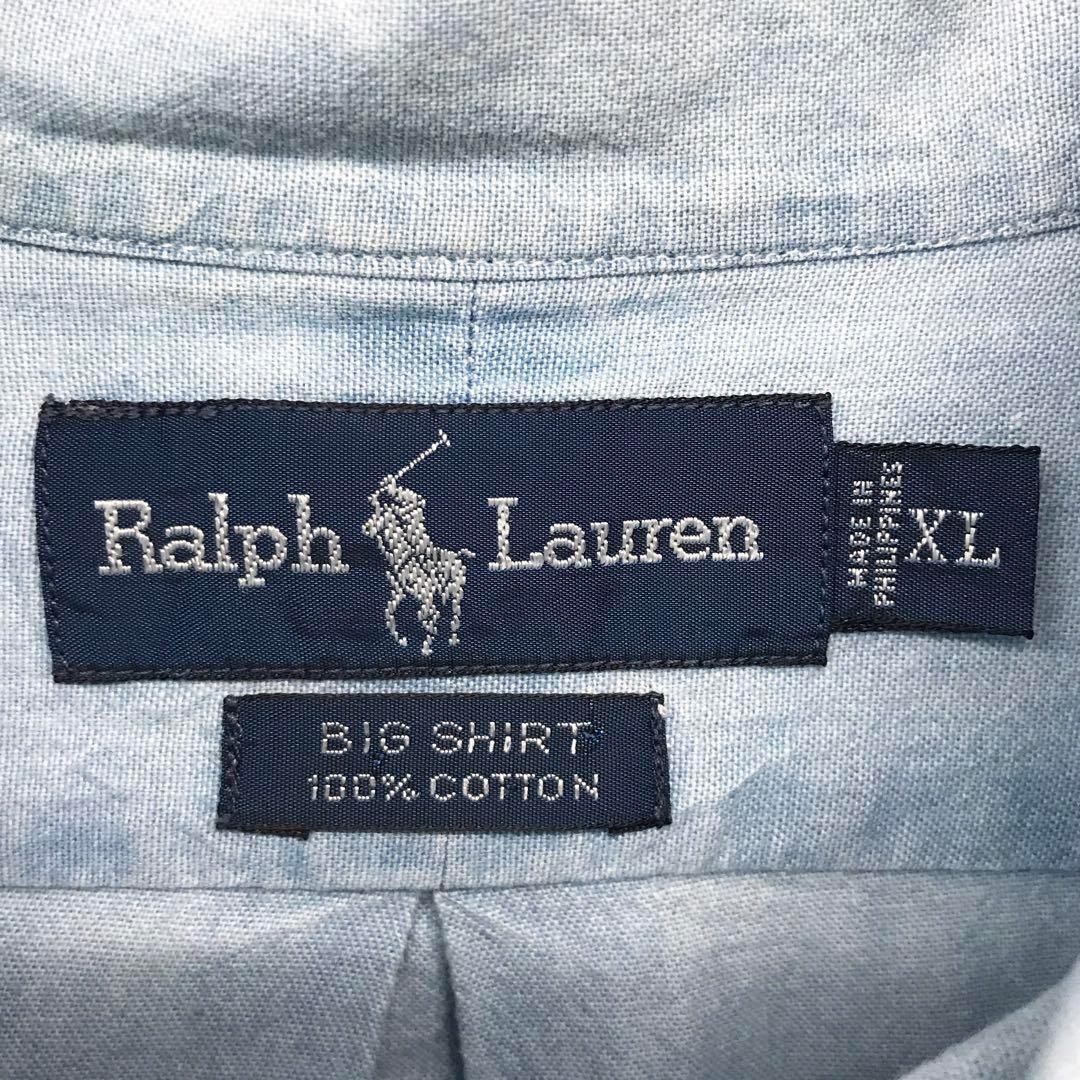 Ralph Lauren
MADE IN
PHILIPPINES
XL
BIG SHIRT
100% COTTON